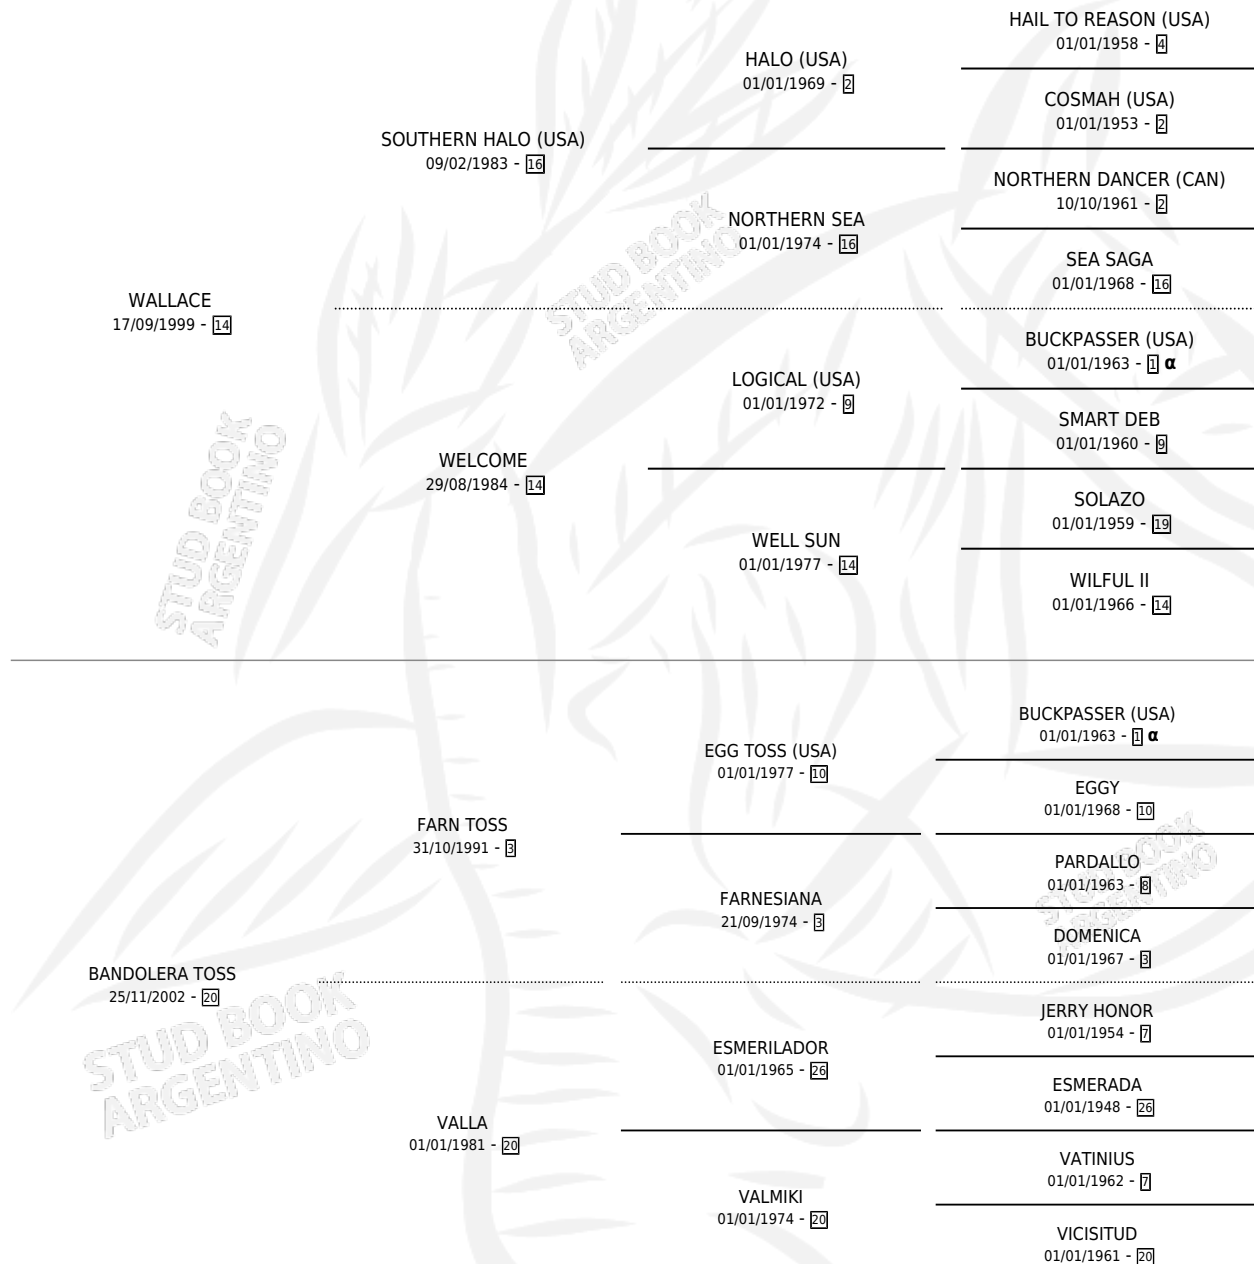 HAIL TO REASON (USA)
01/01/1958 - 4
HALO (USA)
01/01/1969 - 2
COSMAH (USA)
01/01/1953 - 2
SOUTHERN HALO (USA)
09/02/1983 - 16
NORTHERN DANCER (CAN)
10/10/1961 - 2
NORTHERN SEA
01/01/1974 - 16
SEA SAGA
01/01/1968 - 16
STUD BOOK
ARGENTINO
WALLACE
17/09/1999 - 14
BUCKPASSER (USA)
01/01/1963 - 1 α
LOGICAL (USA)
01/01/1972 - 9
SMART DEB
01/01/1960 - 9
WELCOME
29/08/1984 - 14
STUD BOOK
ARGENTINO
SOLAZO
01/01/1959 - 19
WELL SUN
01/01/1977 - 14
WILFUL II
01/01/1966 - 14
BUCKPASSER (USA)
01/01/1963 - 1 α
EGG TOSS (USA)
01/01/1977 - 10
EGGY
01/01/1968 - 10
FARN TOSS
31/10/1991 - 3
PARDALLO
01/01/1963 - 8
STUD BOOK
ARGENTINO
FARNESIANA
21/09/1974 - 3
DOMENICA
01/01/1967 - 3
BANDOLERA TOSS
25/11/2002 - 20
STUD BOOK
ARGENTINO
JERRY HONOR
01/01/1954 - 7
ESMERILADOR
01/01/1965 - 26
ESMERADA
01/01/1948 - 26
VALLA
01/01/1981 - 20
VATINIUS
01/01/1962 - 7
VALMIKI
01/01/1974 - 20
VICISITUD
01/01/1961 - 20